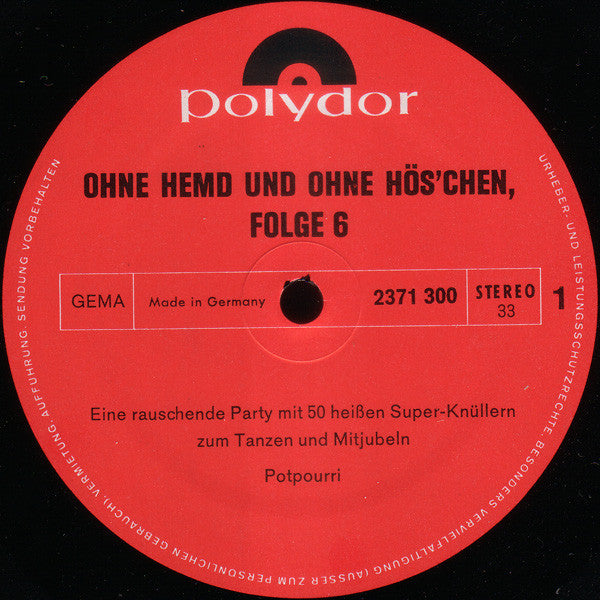 polydor
OHNE HEMD UND OHNE HÖS'CHEN,
FOLGE 6
GEMA
Made in Germany
2371 300
STEREO
33
1
Eine rauschende Party mit 50 heißen Super-Knüllern
zum Tanzen und Mitjubeln
Potpourri
URHEBER- UND LEISTUNGSSCHUTZRECHTE, BESONDERS VERVIELFÄLTIGUNG (AUSSER ZUM PERSÖNLICHEN GEBRAUCH), VERMIETUNG, AUFFÜHRUNG, SENDUNG VORBEHALTEN